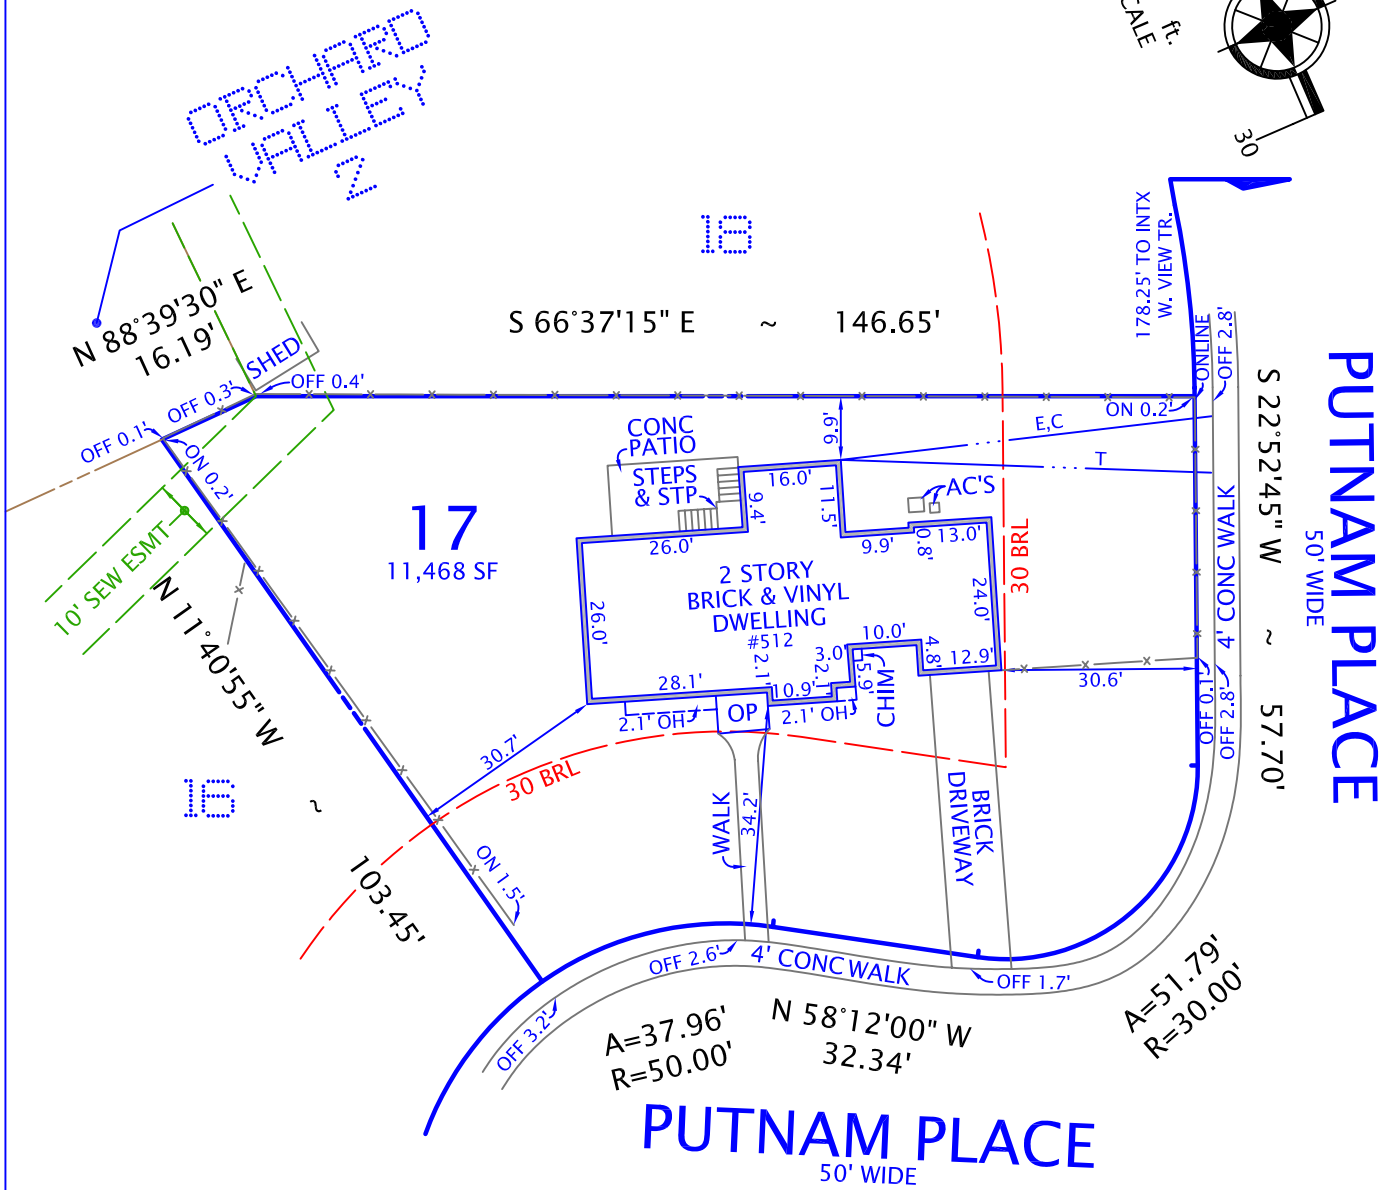 ft.
SCALE
30
ORCHARD
VALLEY
2
18
178.25' TO INTX
W. VIEW TR.
N 88°39'30" E
16.19'
S 66°37'15" E ~ 146.65'
SHED
ONLINE
OFF 2.8'
OFF 0.3'
OFF 0.4'
OFF 0.1'
ON 0.2'
ON 0.2'
PUTNAM PLACE
50' WIDE
S 22°52'45" W ~ 57.70'
CONC
PATIO
STEPS
& STP
9.9'
E,C
T
16.0'
9.4'
11.5'
AC'S
26.0'
9.9'
0.8'
13.0'
17
11,468 SF
10' SEW ESMT
2 STORY
BRICK & VINYL
DWELLING
#512
26.0'
24.0'
30 BRL
4' CONC WALK
N 11°40'55" W ~ 103.45'
10.0'
3.0'
4.8'
12.9'
2.1'
2.1'
5.9'
CHIM
28.1'
10.9'
2.1' OH
OP
2.1' OH
30.6'
OFF 0.1'
OFF 2.8'
30.7'
30 BRL
16
WALK
34.2'
BRICK
DRIVEWAY
ON 1.5'
OFF 2.6'
4' CONC WALK
OFF 1.7'
OFF 3.2'
A=37.96'
R=50.00'
N 58°12'00" W
32.34'
A=51.79'
R=30.00'
PUTNAM PLACE
50' WIDE